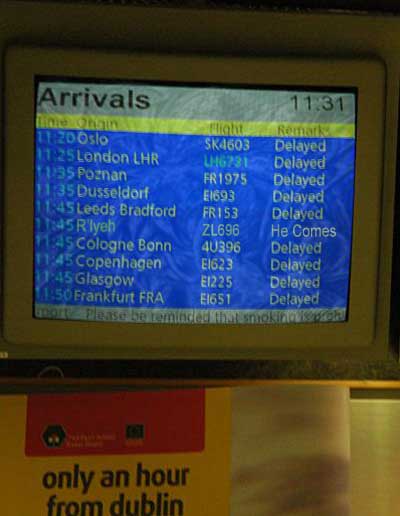 Arrivals 11:31
Time Origin Flight Remarks
11:20 Oslo SK4603 Delayed
11:25 London LHR LH6731 Delayed
11:35 Poznan FR1975 Delayed
11:35 Dusseldorf EI693 Delayed
11:45 Leeds Bradford FR153 Delayed
11:45 R'lyeh ZL696 He Comes
11:45 Cologne Bonn 4U396 Delayed
11:45 Copenhagen EI623 Delayed
11:45 Glasgow EI225 Delayed
11:50 Frankfurt FRA EI651 Delayed
port Please be reminded that smoking is
only an hour
from dublin